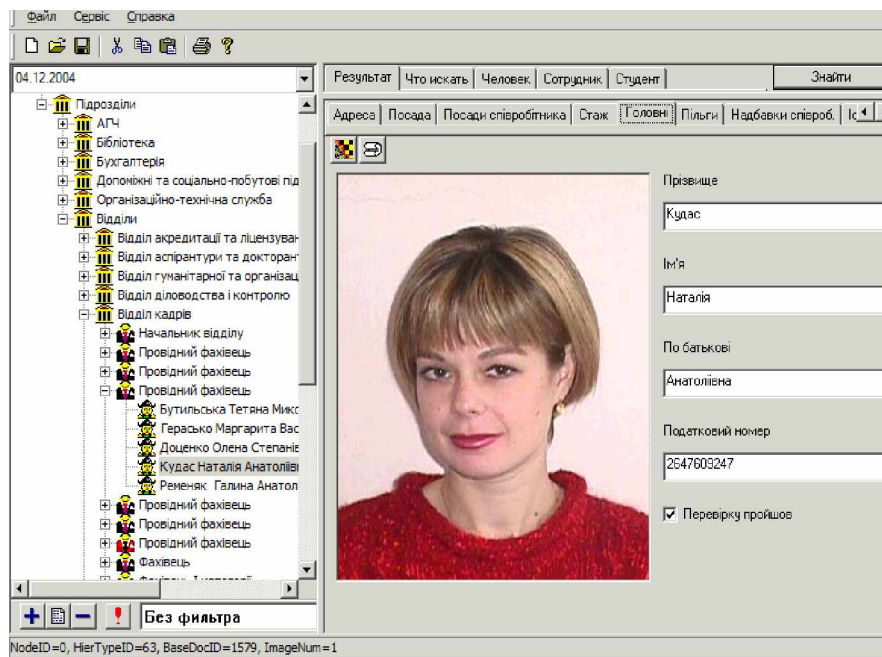 Файл Сервіс Справка
04.12.2004
Підрозділи
АГЧ
Бібліотека
Бухгалтерія
Допоміжні та соціально-побутові під
Організаційно-технічна служба
Відділи
Відділ акредитації та ліцензуван
Відділ аспірантури та докторан
Відділ гуманітарної та організац
Відділ діловодства і контролю
Відділ кадрів
Начальник відділу
Провідний фахівець
Провідний фахівець
Провідний фахівець
Бутильська Тетяна Мико
Герасько Маргарита Вас
Доценко Олена Степанів
Кудас Наталія Анатоліївн
Ременяк Галина Анатол
Провідний фахівець
Провідний фахівець
Провідний фахівець
Фахівець
Без фильтра
Результат Что искать Человек Сотрудник Студент Знайти
Адреса Посада Посади співробітника Стаж Головні Пільги Надбавки співроб. Іс
Прізвище
Кудас
Ім'я
Наталія
По батькові
Анатоліівна
Податковий номер
2647609247
Перевірку пройшов
NodeID=0, HierTypeID=63, BaseDocID=1579, ImageNum=1